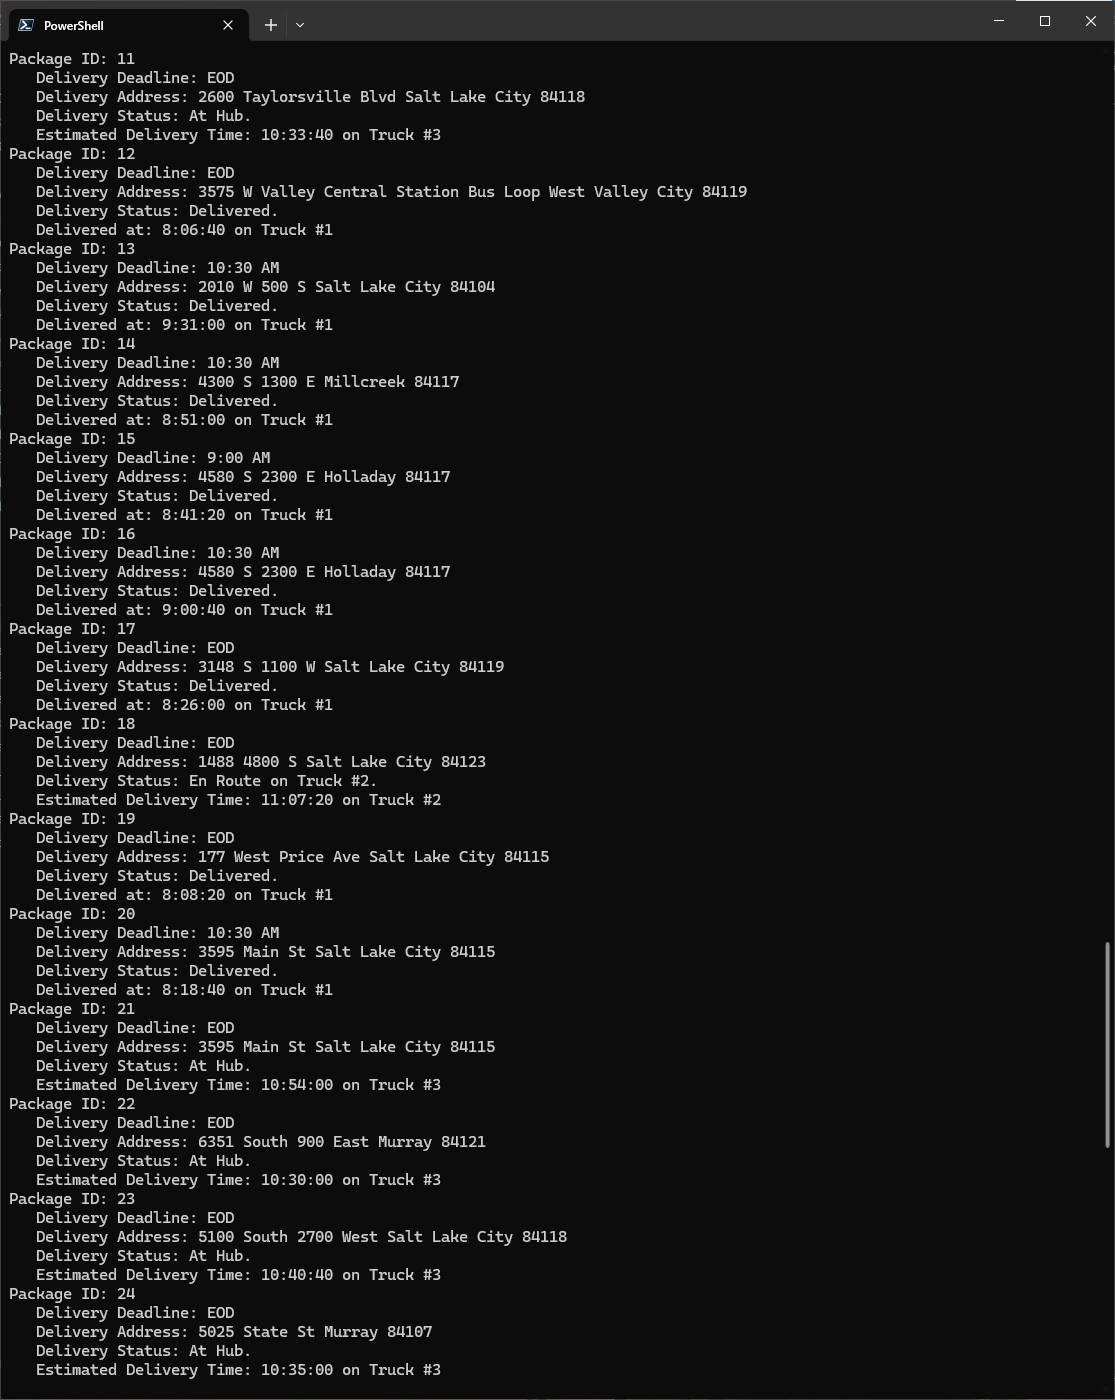 PowerShell
Package ID: 11
Delivery Deadline: EOD
Delivery Address: 2600 Taylorsville Blvd Salt Lake City 84118
Delivery Status: At Hub.
Estimated Delivery Time: 10:33:40 on Truck #3
Package ID: 12
Delivery Deadline: EOD
Delivery Address: 3575 W Valley Central Station Bus Loop West Valley City 84119
Delivery Status: Delivered.
Delivered at: 8:06:40 on Truck #1
Package ID: 13
Delivery Deadline: 10:30 AM
Delivery Address: 2010 W 500 S Salt Lake City 84104
Delivery Status: Delivered.
Delivered at: 9:31:00 on Truck #1
Package ID: 14
Delivery Deadline: 10:30 AM
Delivery Address: 4300 S 1300 E Millcreek 84117
Delivery Status: Delivered.
Delivered at: 8:51:00 on Truck #1
Package ID: 15
Delivery Deadline: 9:00 AM
Delivery Address: 4580 S 2300 E Holladay 84117
Delivery Status: Delivered.
Delivered at: 8:41:20 on Truck #1
Package ID: 16
Delivery Deadline: 10:30 AM
Delivery Address: 4580 S 2300 E Holladay 84117
Delivery Status: Delivered.
Delivered at: 9:00:40 on Truck #1
Package ID: 17
Delivery Deadline: EOD
Delivery Address: 3148 S 1100 W Salt Lake City 84119
Delivery Status: Delivered.
Delivered at: 8:26:00 on Truck #1
Package ID: 18
Delivery Deadline: EOD
Delivery Address: 1488 4800 S Salt Lake City 84123
Delivery Status: En Route on Truck #2.
Estimated Delivery Time: 11:07:20 on Truck #2
Package ID: 19
Delivery Deadline: EOD
Delivery Address: 177 West Price Ave Salt Lake City 84115
Delivery Status: Delivered.
Delivered at: 8:08:20 on Truck #1
Package ID: 20
Delivery Deadline: 10:30 AM
Delivery Address: 3595 Main St Salt Lake City 84115
Delivery Status: Delivered.
Delivered at: 8:18:40 on Truck #1
Package ID: 21
Delivery Deadline: EOD
Delivery Address: 3595 Main St Salt Lake City 84115
Delivery Status: At Hub.
Estimated Delivery Time: 10:54:00 on Truck #3
Package ID: 22
Delivery Deadline: EOD
Delivery Address: 6351 South 900 East Murray 84121
Delivery Status: At Hub.
Estimated Delivery Time: 10:30:00 on Truck #3
Package ID: 23
Delivery Deadline: EOD
Delivery Address: 5100 South 2700 West Salt Lake City 84118
Delivery Status: At Hub.
Estimated Delivery Time: 10:40:40 on Truck #3
Package ID: 24
Delivery Deadline: EOD
Delivery Address: 5025 State St Murray 84107
Delivery Status: At Hub.
Estimated Delivery Time: 10:35:00 on Truck #3